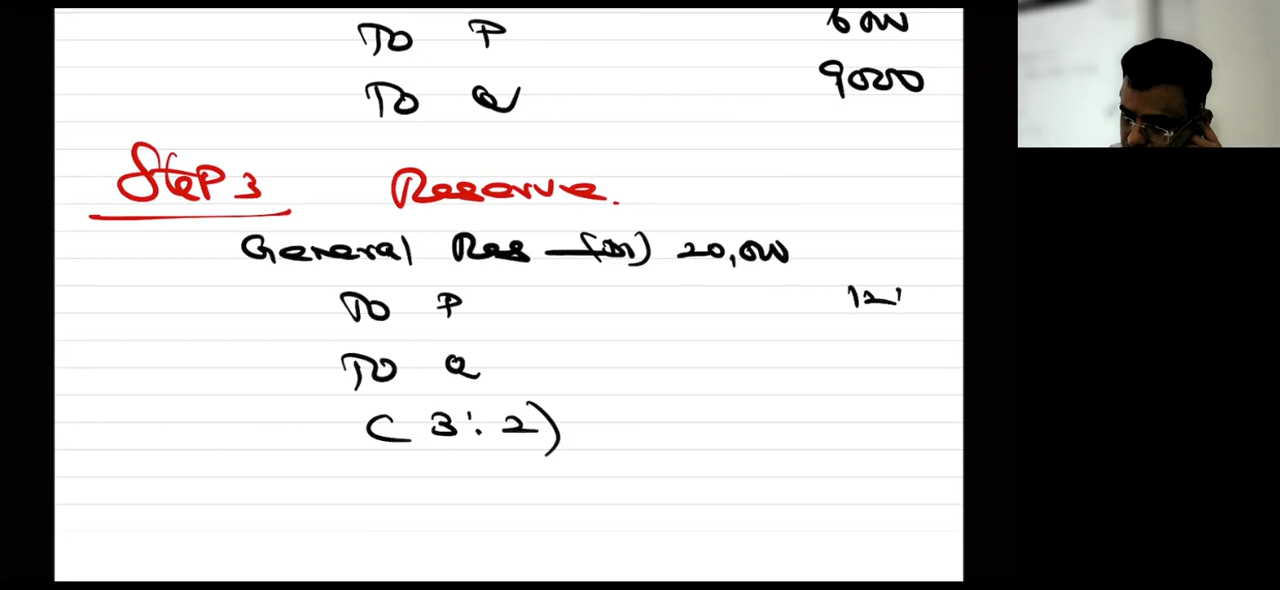 To P 6000
To Q 9000
Step 3 Reserve.
General Res —(Dr) 20,000
To P 12
To Q
(3:2)